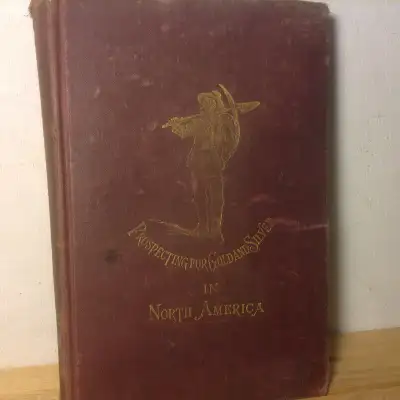 PROSPECTING FOR GOLD AND SILVER
IN
NORTH AMERICA